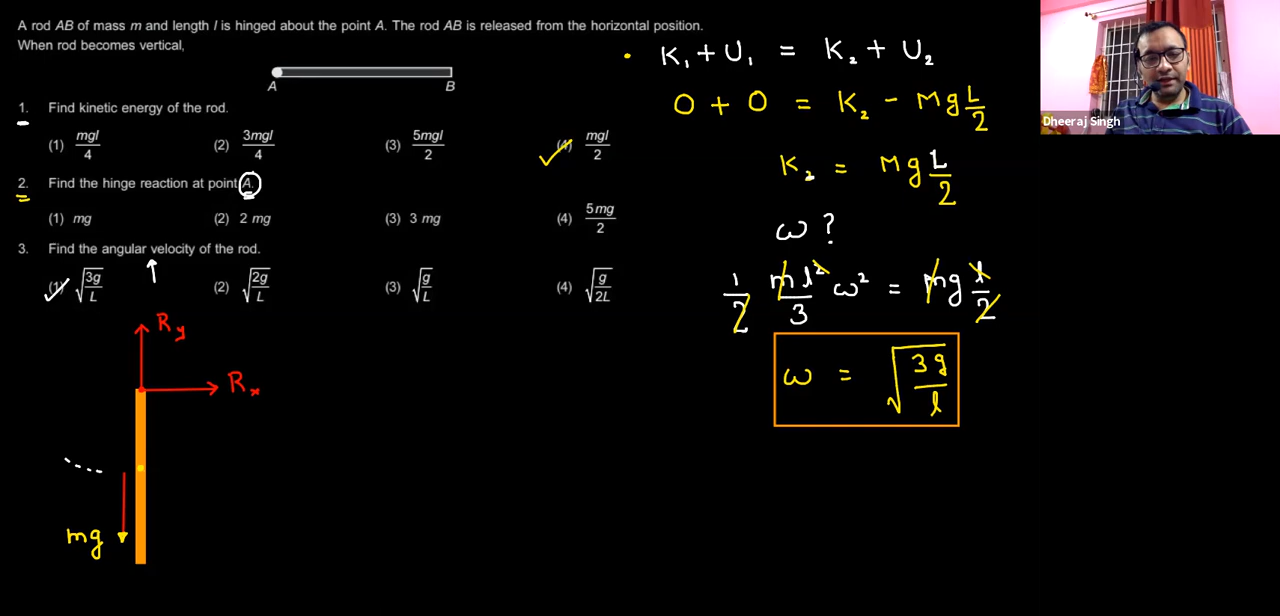 A rod AB of mass m and length l is hinged about the point A. The rod AB is released from the horizontal position.
When rod becomes vertical,
A B
1. Find kinetic energy of the rod.
(1) mgl/4 (2) 3mgl/4 (3) 5mgl/2 (4) mgl/2
2. Find the hinge reaction at point A.
(1) mg (2) 2 mg (3) 3 mg (4) 5mg/2
3. Find the angular velocity of the rod.
(1) √(3g/L) (2) √(2g/L) (3) √(g/L) (4) √(g/2L)
Ry
Rx
mg
K₁ + U₁ = K₂ + U₂
0 + 0 = K₂ - Mg L/2
K₂ = Mg L/2
ω ?
1/2 ml²/3 ω² = mg l/2
ω = √(3g/l)
Dheeraj Singh